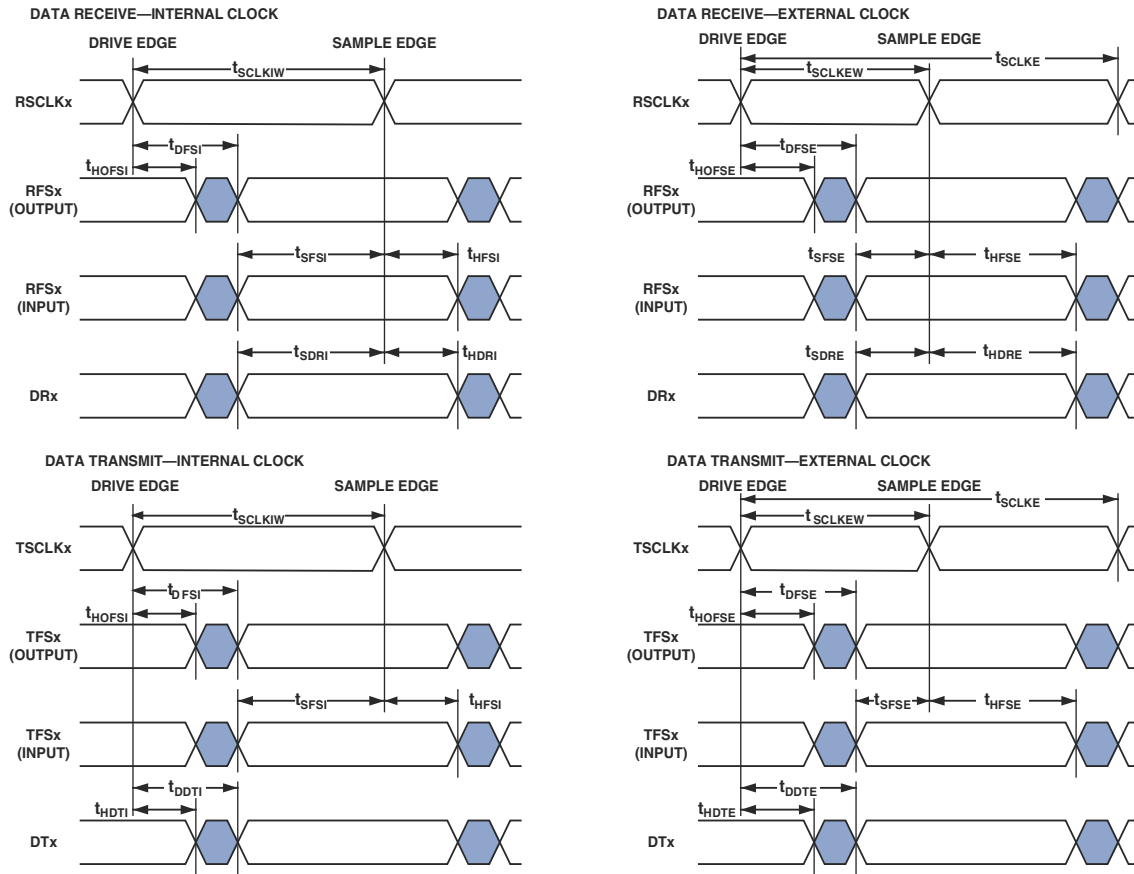 DATA RECEIVE—INTERNAL CLOCK
DRIVE EDGE
SAMPLE EDGE
tSCLKIW
RSCLKx
tDFSI
tHOFSI
RFSx
(OUTPUT)
tSFSI
tHFSI
RFSx
(INPUT)
tSDRI
tHDRI
DRx
DATA RECEIVE—EXTERNAL CLOCK
DRIVE EDGE
SAMPLE EDGE
tSCLKE
tSCLKEW
RSCLKx
tDFSE
tHOFSE
RFSx
(OUTPUT)
tSFSE
tHFSE
RFSx
(INPUT)
tSDRE
tHDRE
DRx
DATA TRANSMIT—INTERNAL CLOCK
DRIVE EDGE
SAMPLE EDGE
tSCLKIW
TSCLKx
tDFSI
tHOFSI
TFSx
(OUTPUT)
tSFSI
tHFSI
TFSx
(INPUT)
tDDTI
tHDTI
DTx
DATA TRANSMIT—EXTERNAL CLOCK
DRIVE EDGE
SAMPLE EDGE
tSCLKE
tSCLKEW
TSCLKx
tDFSE
tHOFSE
TFSx
(OUTPUT)
tSFSE
tHFSE
TFSx
(INPUT)
tDDTE
tHDTE
DTx